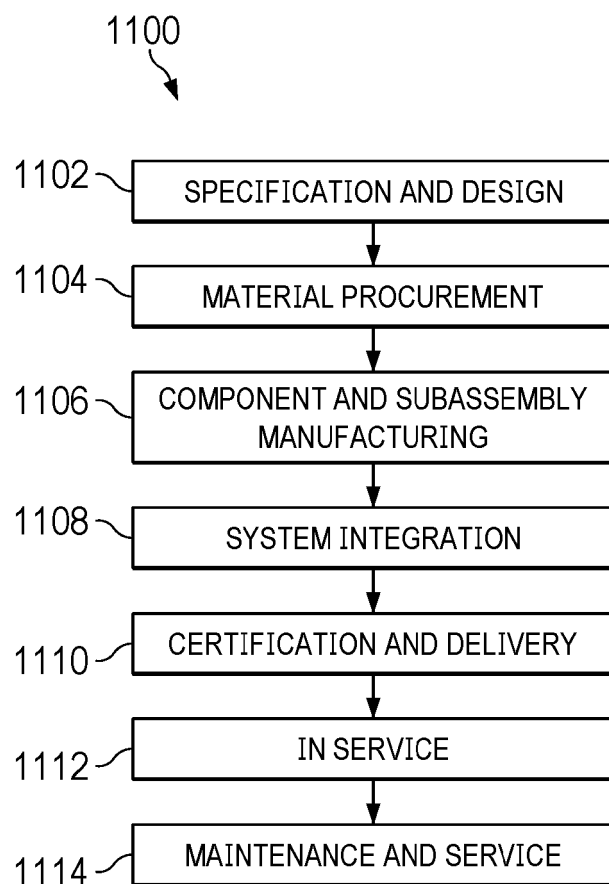 1100
1102
SPECIFICATION AND DESIGN
1104
MATERIAL PROCUREMENT
1106
COMPONENT AND SUBASSEMBLY
MANUFACTURING
1108
SYSTEM INTEGRATION
1110
CERTIFICATION AND DELIVERY
1112
IN SERVICE
1114
MAINTENANCE AND SERVICE